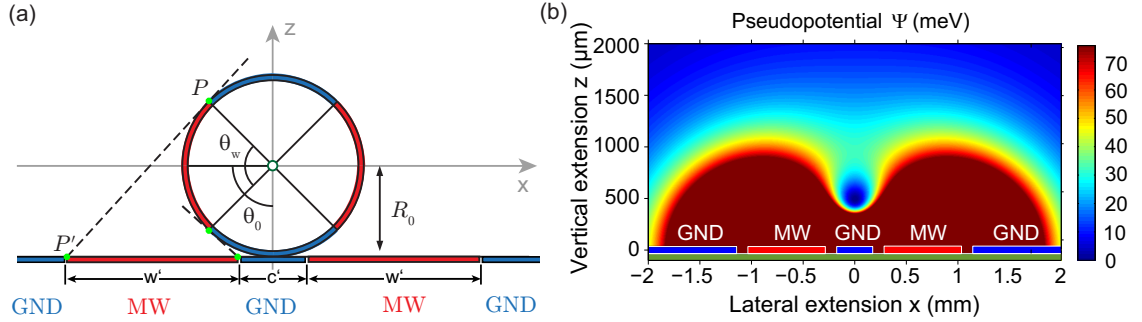 (a)
z
P
θw
x
θ0
R0
P'
w'
c'
w'
GND
MW
GND
MW
GND
(b)
Pseudopotential Ψ (meV)
Vertical extension z (μm)
2000
1500
1000
500
0
GND
MW
GND
MW
GND
-2
-1.5
-1
-0.5
0
0.5
1
1.5
2
Lateral extension x (mm)
70
60
50
40
30
20
10
0